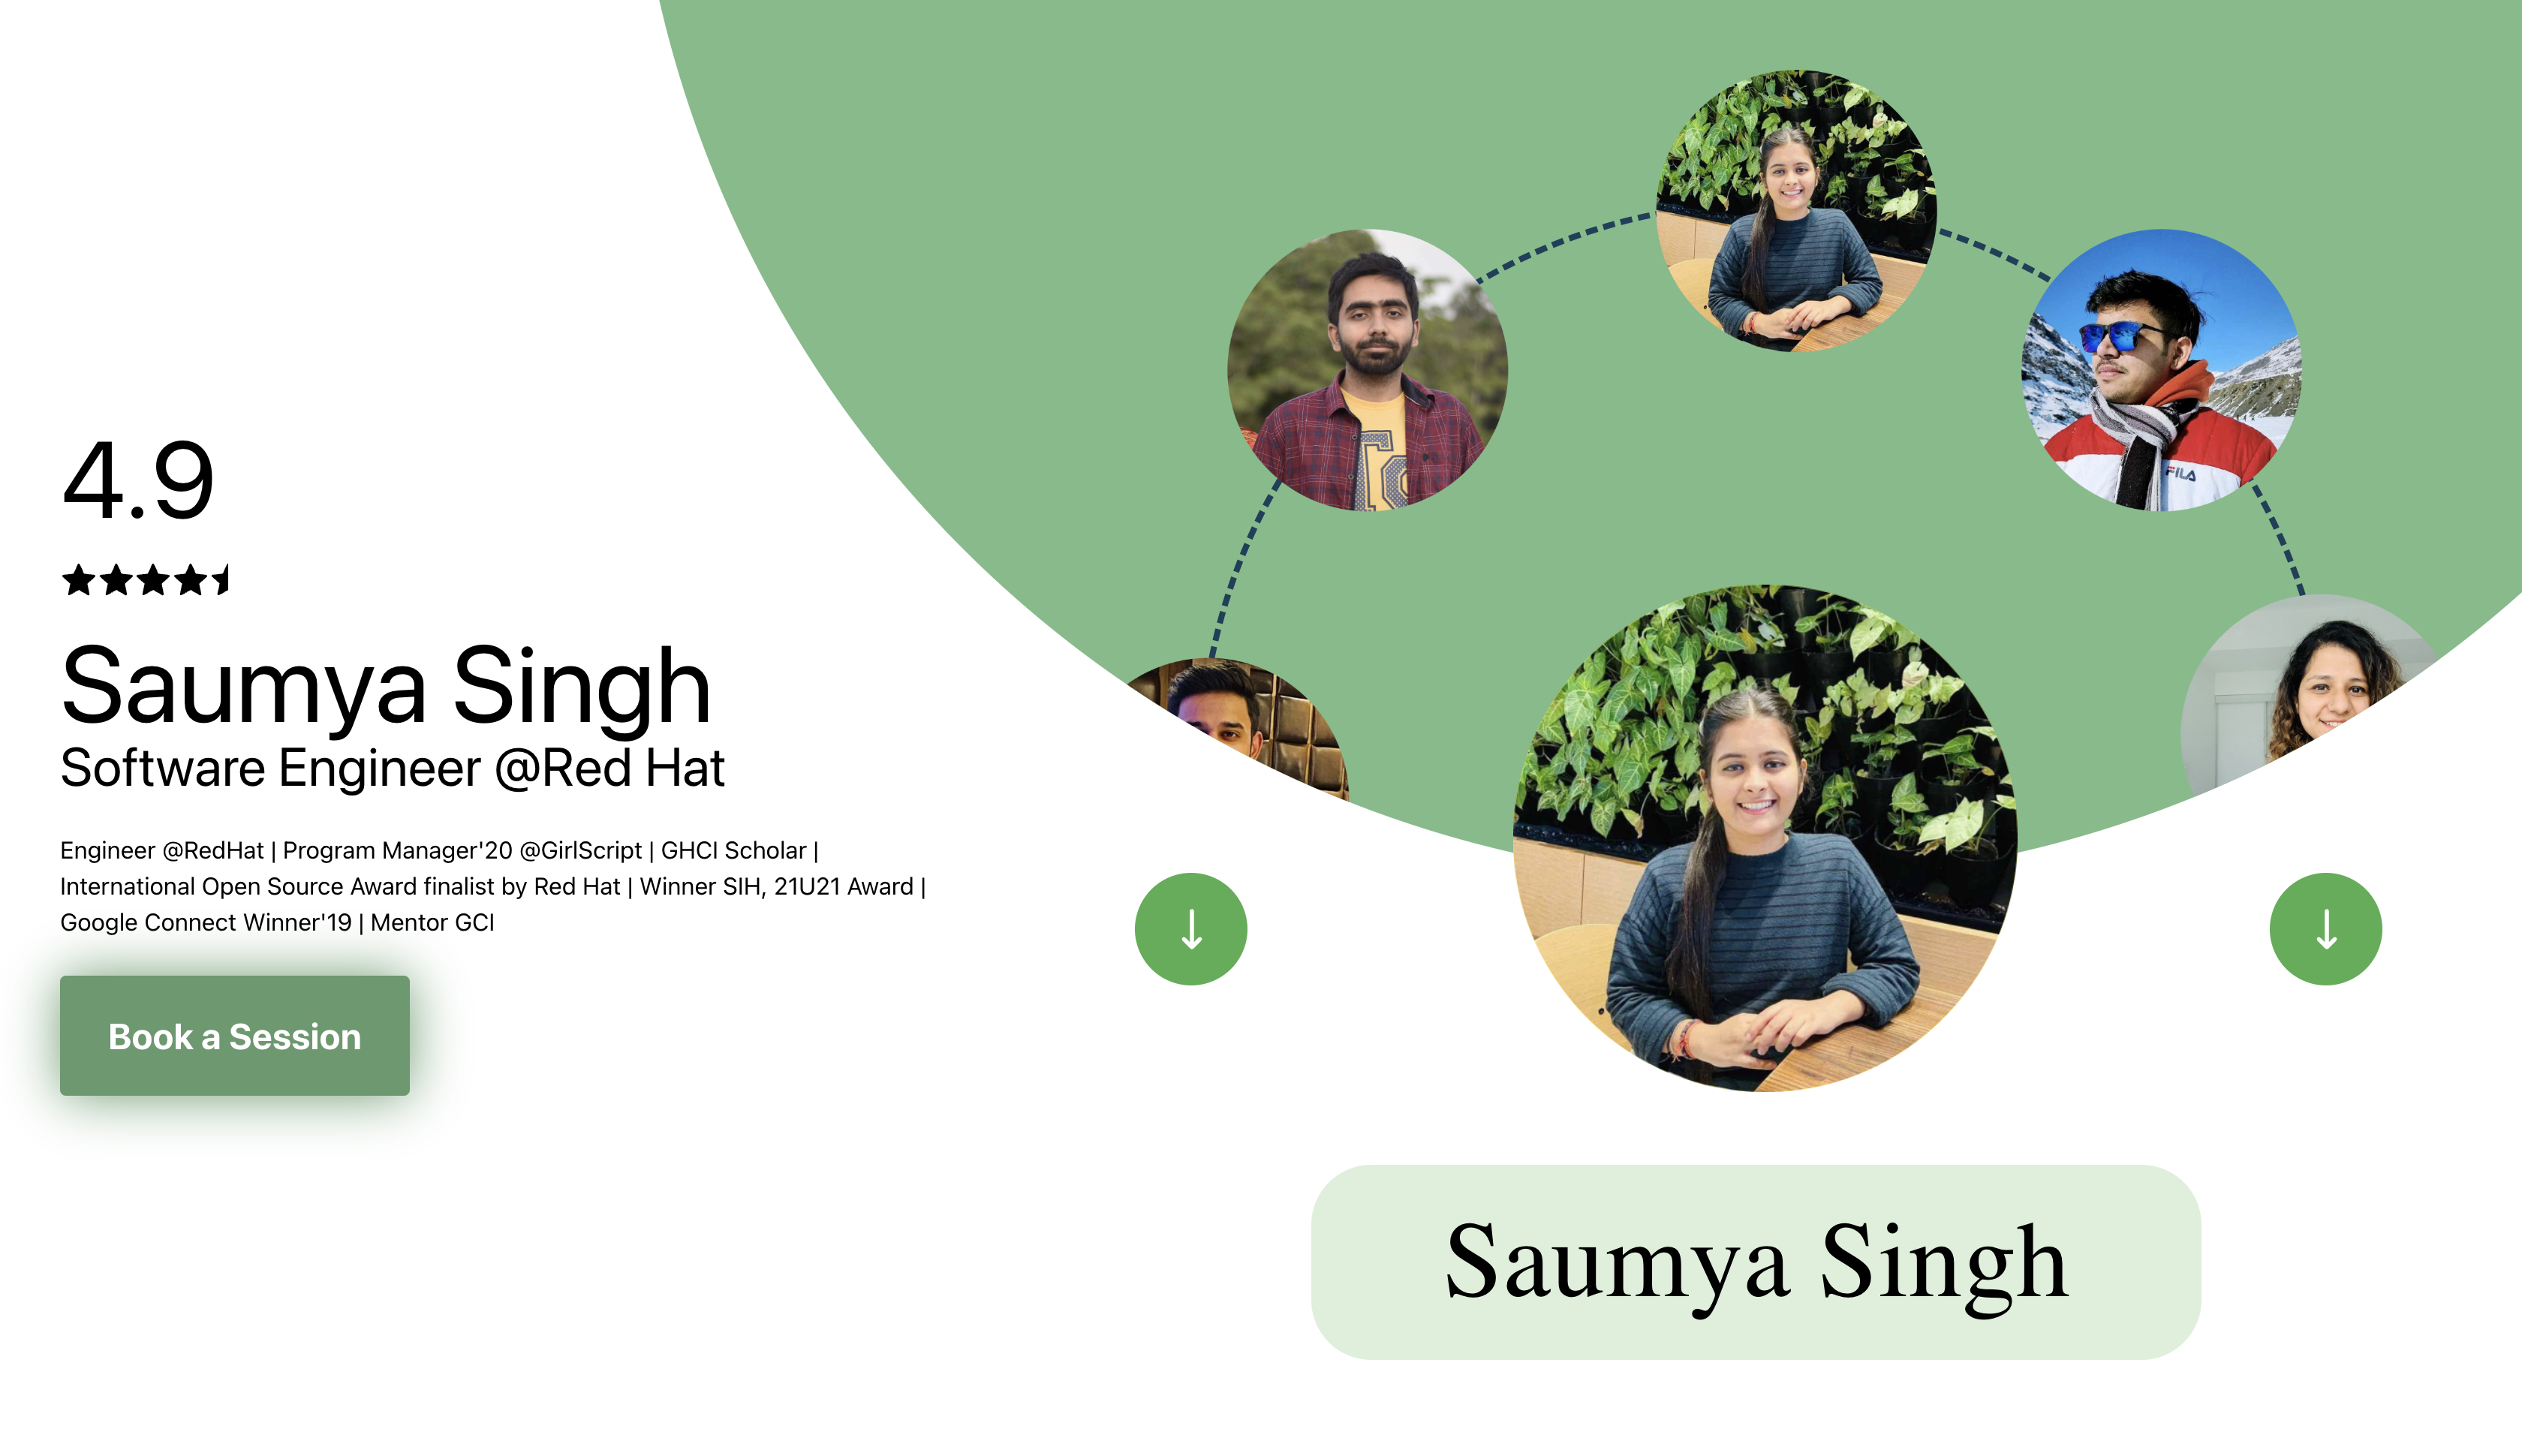 4.9
Saumya Singh
Software Engineer @Red Hat
Engineer @RedHat | Program Manager'20 @GirlScript | GHCI Scholar |
International Open Source Award finalist by Red Hat | Winner SIH, 21U21 Award |
Google Connect Winner'19 | Mentor GCI
Book a Session
FILA
Saumya Singh